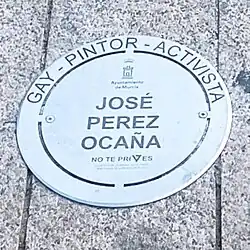 GAY - PINTOR - ACTIVISTA
Ayuntamiento
de Murcia
JOSÉ
PEREZ
OCAÑA
NO TE PRIVES